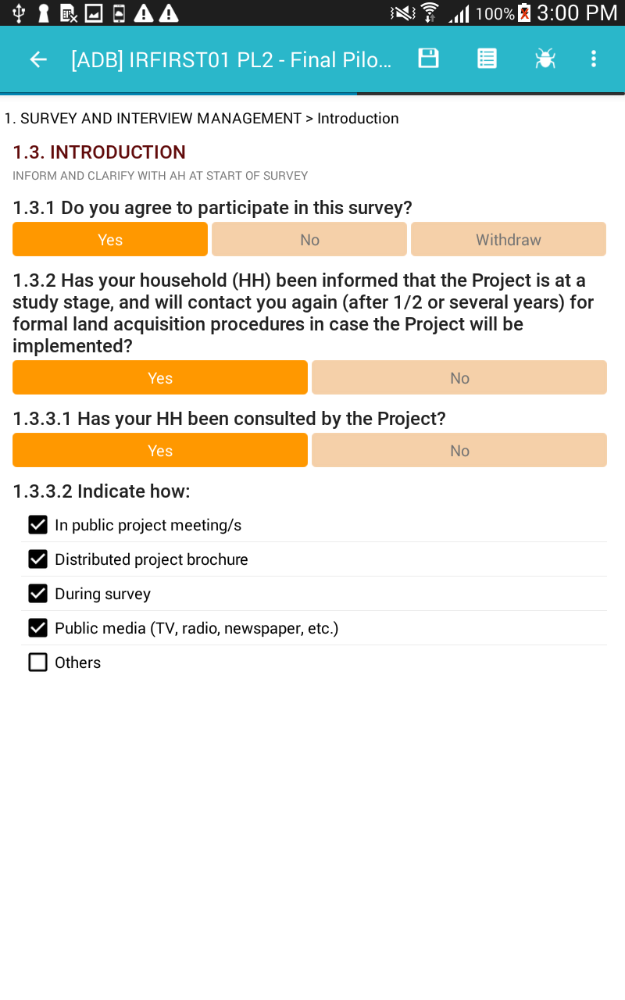 100% 3:00 PM
[ADB] IRFIRST01 PL2 - Final Pilo...
1. SURVEY AND INTERVIEW MANAGEMENT > Introduction
1.3. INTRODUCTION
INFORM AND CLARIFY WITH AH AT START OF SURVEY
1.3.1 Do you agree to participate in this survey?
Yes No Withdraw
1.3.2 Has your household (HH) been informed that the Project is at a
study stage, and will contact you again (after 1/2 or several years) for
formal land acquisition procedures in case the Project will be
implemented?
Yes No
1.3.3.1 Has your HH been consulted by the Project?
Yes No
1.3.3.2 Indicate how:
In public project meeting/s
Distributed project brochure
During survey
Public media (TV, radio, newspaper, etc.)
Others